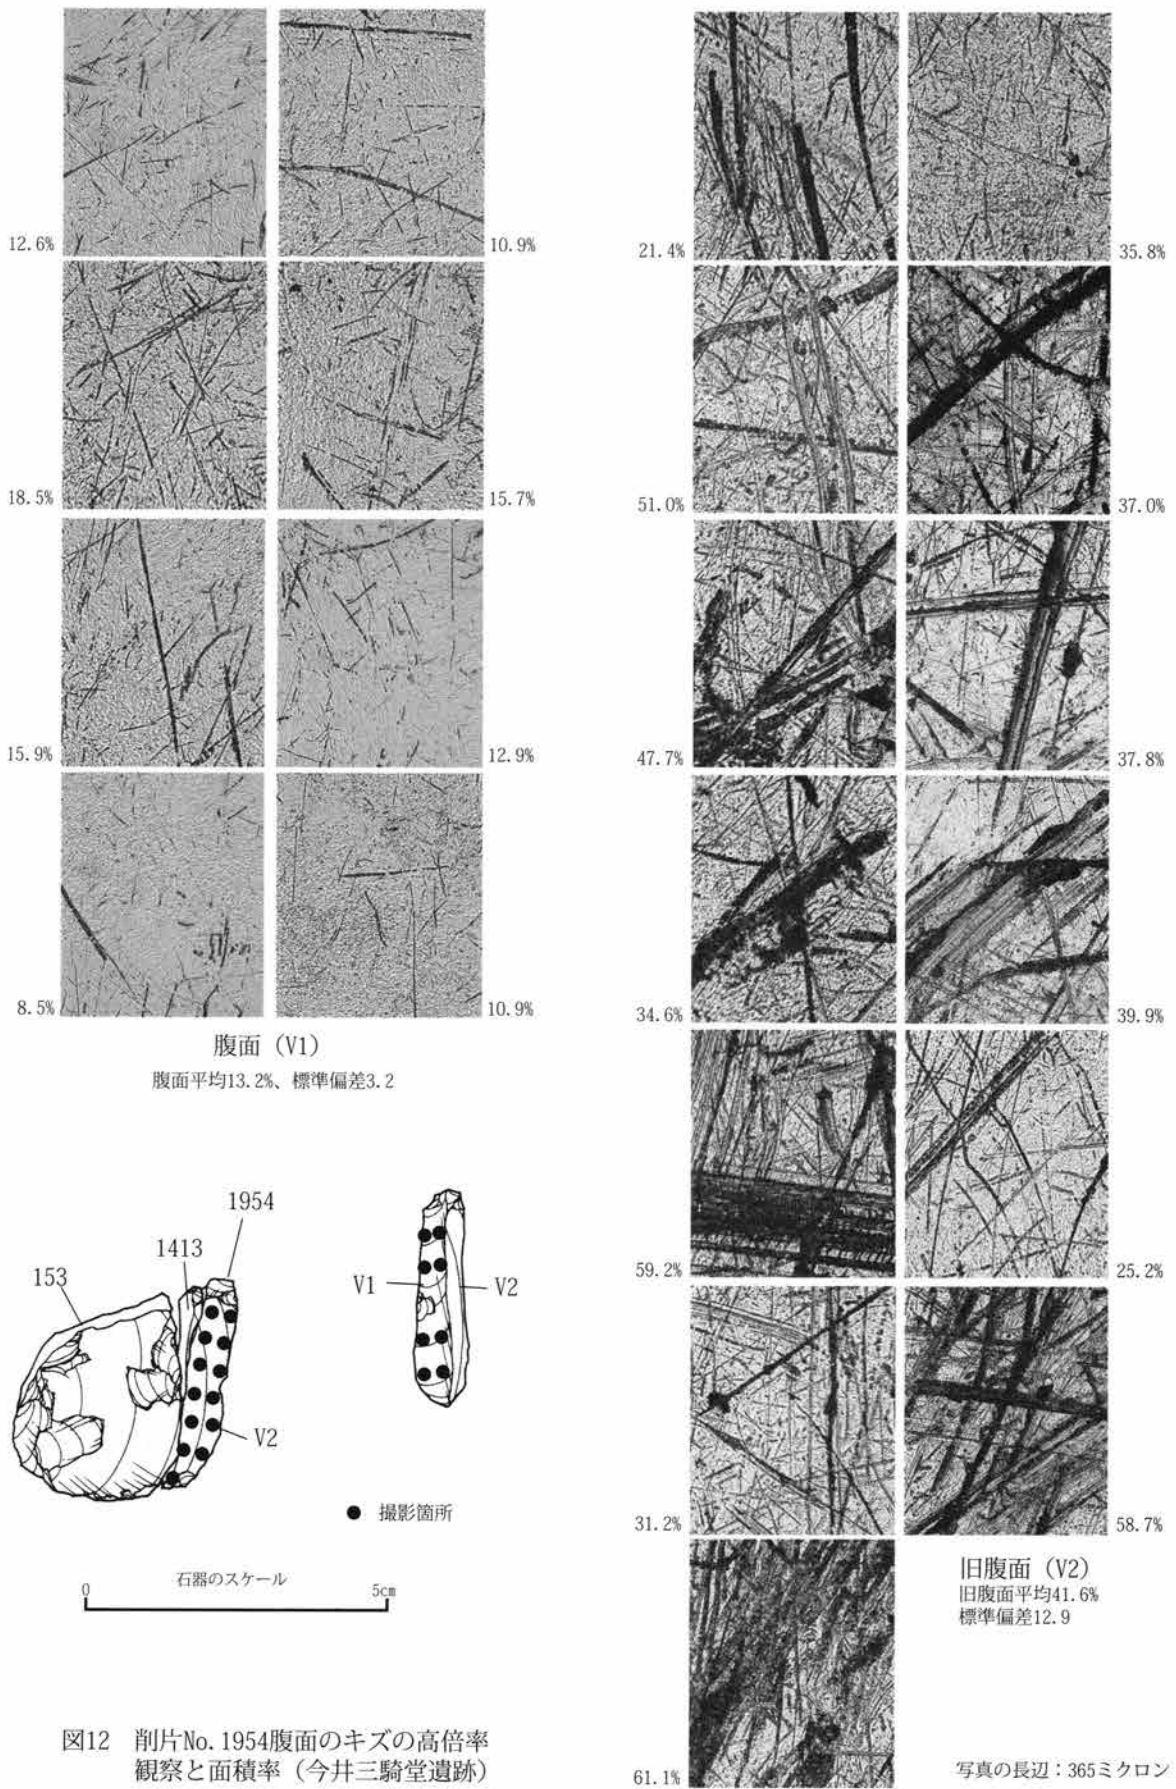 12.6%
10.9%
18.5%
15.7%
15.9%
12.9%
8.5%
10.9%
腹面（V1）
腹面平均13.2%、標準偏差3.2
1954
1413
153
V2
V1
V2
撮影箇所
石器のスケール
0
5cm
図12　削片No.1954腹面のキズの高倍率
観察と面積率（今井三騎堂遺跡）
21.4%
35.8%
51.0%
37.0%
47.7%
37.8%
34.6%
39.9%
59.2%
25.2%
31.2%
58.7%
61.1%
旧腹面（V2）
旧腹面平均41.6%
標準偏差12.9
写真の長辺：365ミクロン